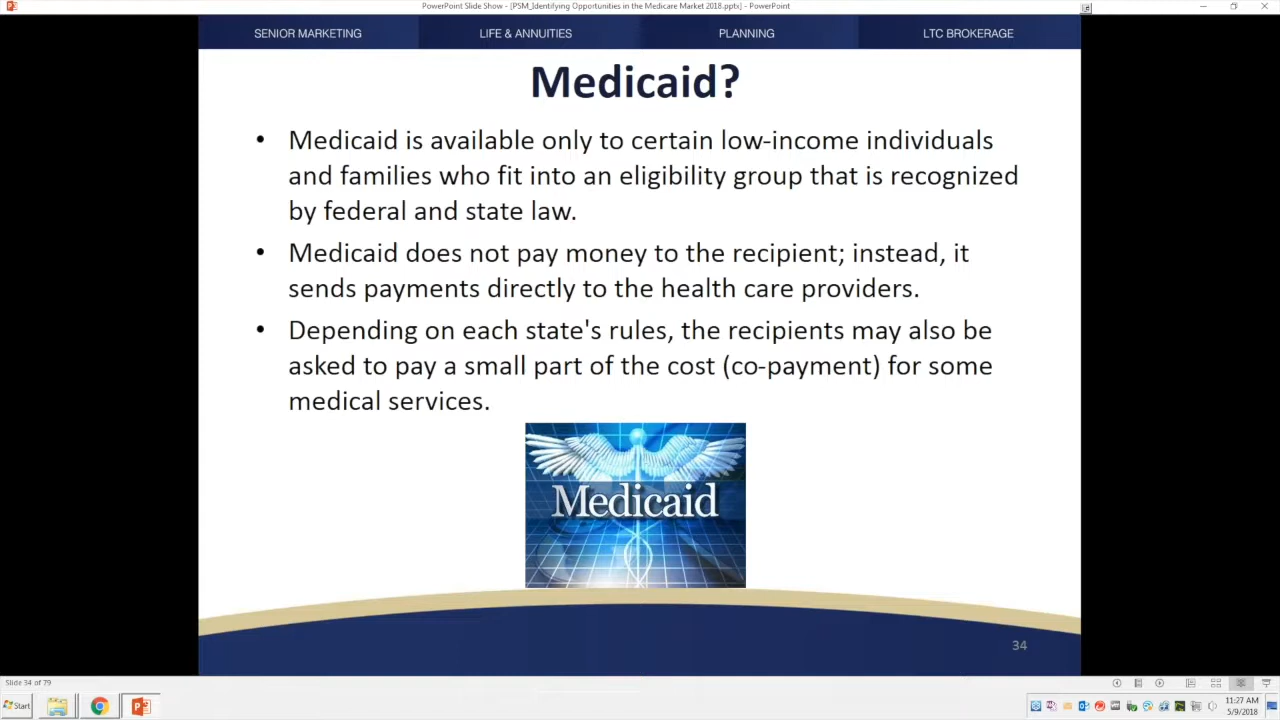 PowerPoint Slide Show - [PSM_Identifying Opportunities in the Medicare Market 2018.pptx] - PowerPoint
SENIOR MARKETING
LIFE & ANNUITIES
PLANNING
LTC BROKERAGE
Medicaid?
• Medicaid is available only to certain low-income individuals
and families who fit into an eligibility group that is recognized
by federal and state law.
• Medicaid does not pay money to the recipient; instead, it
sends payments directly to the health care providers.
• Depending on each state's rules, the recipients may also be
asked to pay a small part of the cost (co-payment) for some
medical services.
Medicaid
34
Slide 34 of 79
Start
11:27 AM
5/9/2018